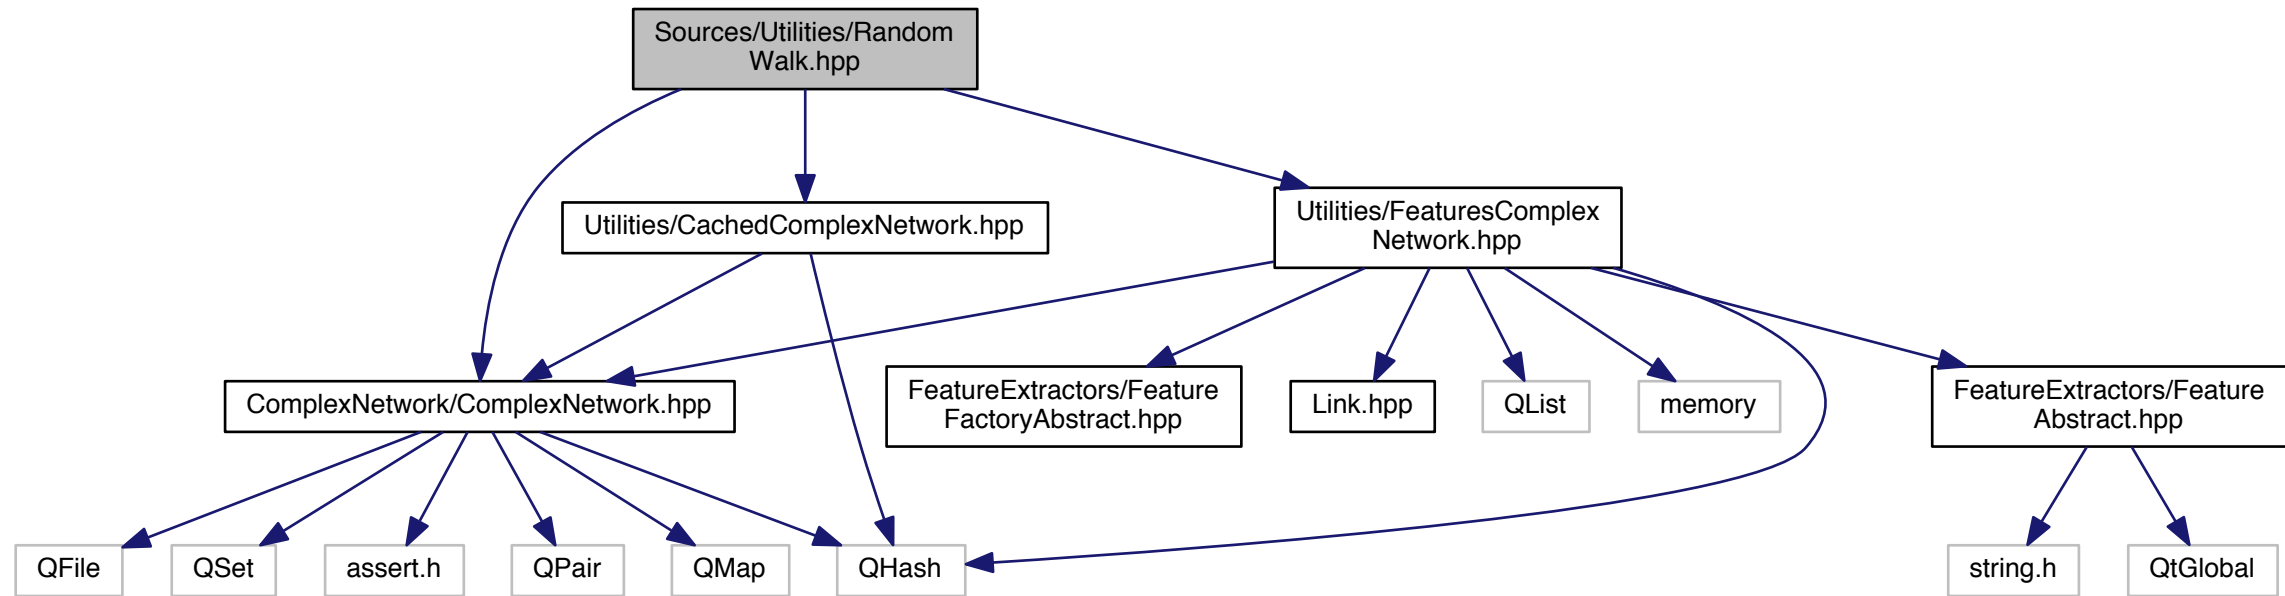 Sources/Utilities/Random
Walk.hpp
Utilities/CachedComplexNetwork.hpp
Utilities/FeaturesComplex
Network.hpp
ComplexNetwork/ComplexNetwork.hpp
FeatureExtractors/Feature
FactoryAbstract.hpp
Link.hpp
QList
memory
FeatureExtractors/Feature
Abstract.hpp
QFile
QSet
assert.h
QPair
QMap
QHash
string.h
QtGlobal